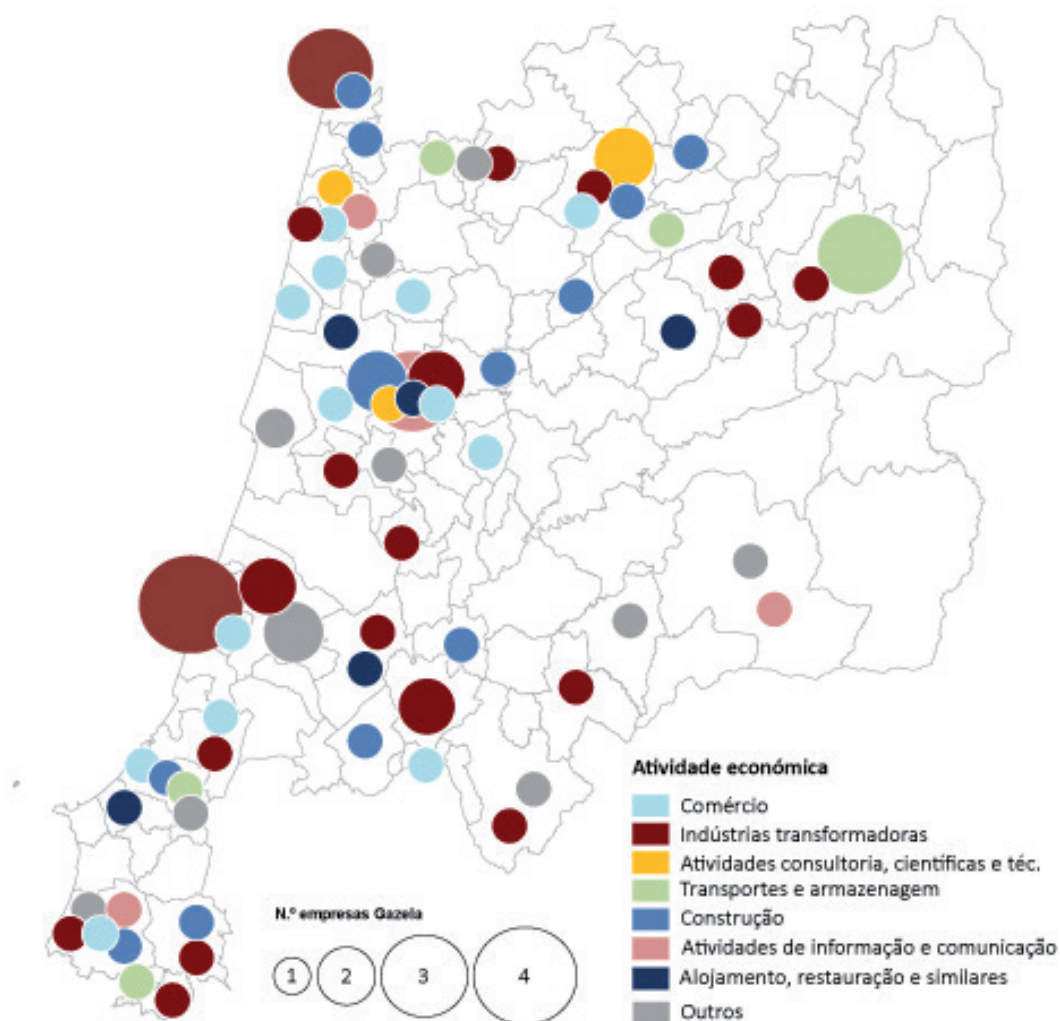 Atividade económica
Comércio
Indústrias transformadoras
Atividades consultoria, científicas e téc.
Transportes e armazenagem
Construção
Atividades de informação e comunicação
Alojamento, restauração e similares
Outros
N.º empresas Gazela
1 2 3 4